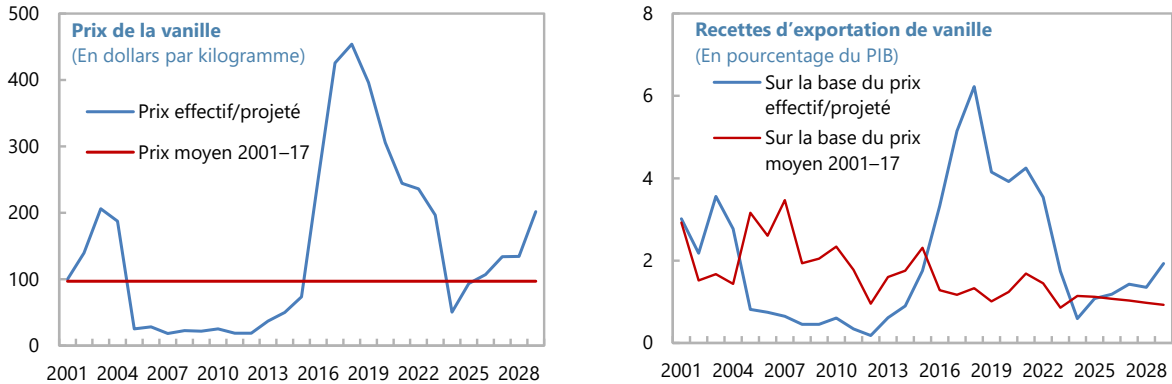 Prix de la vanille
(En dollars par kilogramme)
500
400
300
200
100
0
Prix effectif/projeté
Prix moyen 2001–17
2001 2004 2007 2010 2013 2016 2019 2022 2025 2028
Recettes d'exportation de vanille
(En pourcentage du PIB)
8
6
4
2
0
Sur la base du prix
effectif/projeté
Sur la base du prix
moyen 2001–17
2001 2004 2007 2010 2013 2016 2019 2022 2025 2028